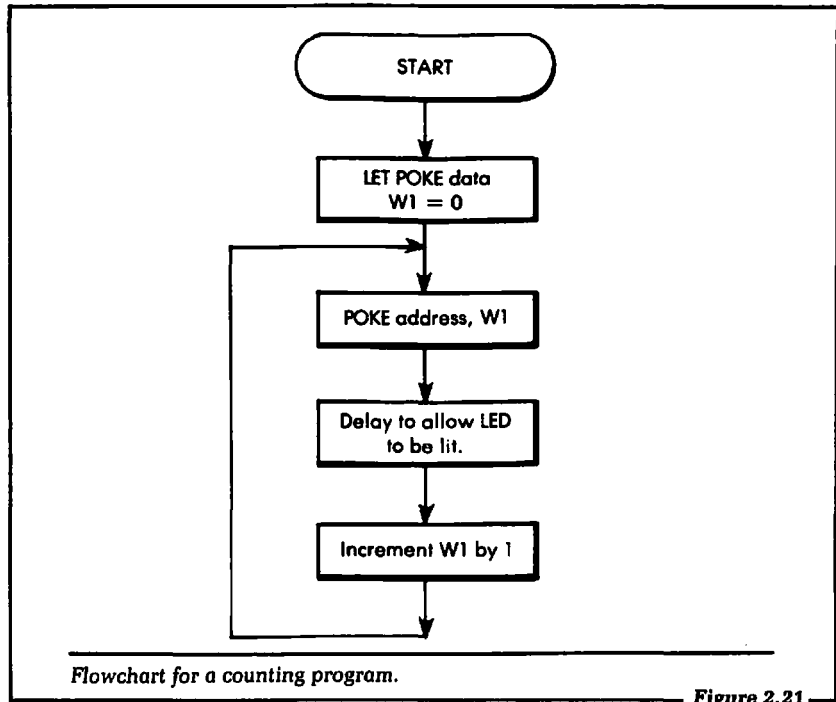 START
LET POKE data
W1 = 0
POKE address, W1
Delay to allow LED
to be lit.
Increment W1 by 1
Flowchart for a counting program.
Figure 2.21